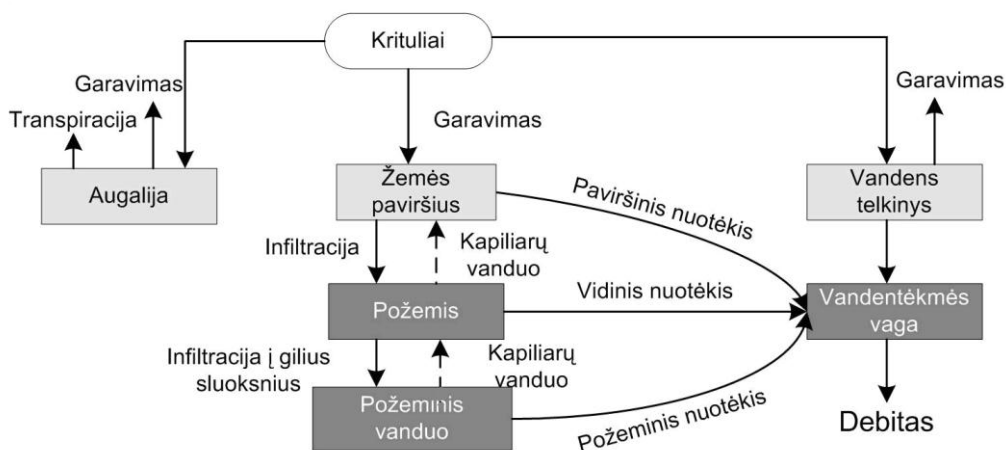 Krituliai
Garavimas
Transpiracija
Garavimas
Garavimas
Augalija
Žemės
paviršius
Vandens
telkinys
Paviršinis nuotėkis
Infiltracija
Kapiliarų
vanduo
Požemis
Vidinis nuotėkis
Vandentėkmės
vaga
Infiltracija į gilius
sluoksnius
Kapiliarų
vanduo
Požeminis
vanduo
Požeminis nuotėkis
Debitas